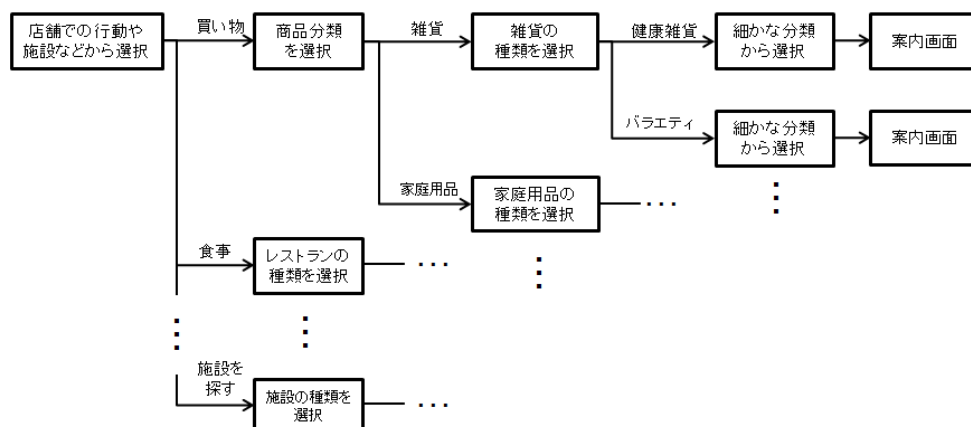 店舗での行動や
施設などから選択
買い物
商品分類
を選択
雑貨
雑貨の
種類を選択
健康雑貨
細かな分類
から選択
案内画面
バラエティ
細かな分類
から選択
案内画面
家庭用品
家庭用品の
種類を選択
食事
レストランの
種類を選択
施設を
探す
施設の種類を
選択